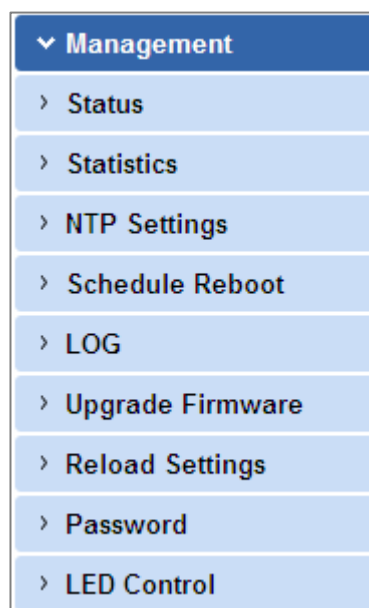 Management
Status
Statistics
NTP Settings
Schedule Reboot
LOG
Upgrade Firmware
Reload Settings
Password
LED Control